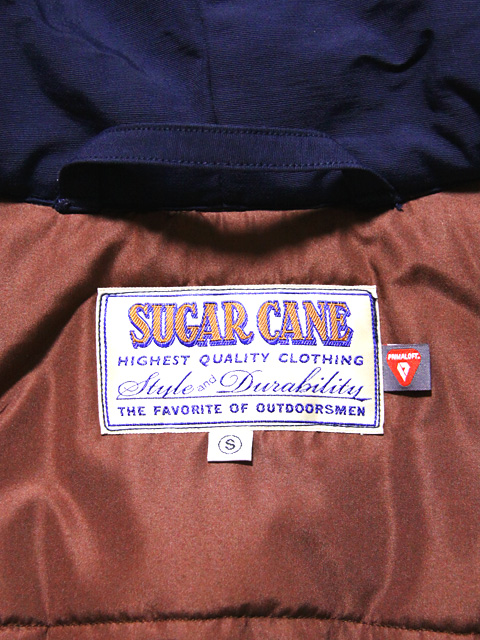 SUGAR CANE
HIGHEST QUALITY CLOTHING
Style and Durability
THE FAVORITE OF OUTDOORSMEN
PRIMALOFT
S